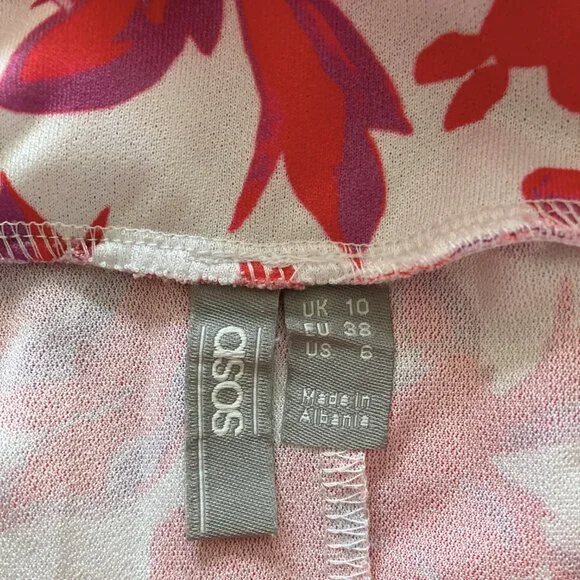 asos
UK 10
EU 38
US 6
Made in
Albania